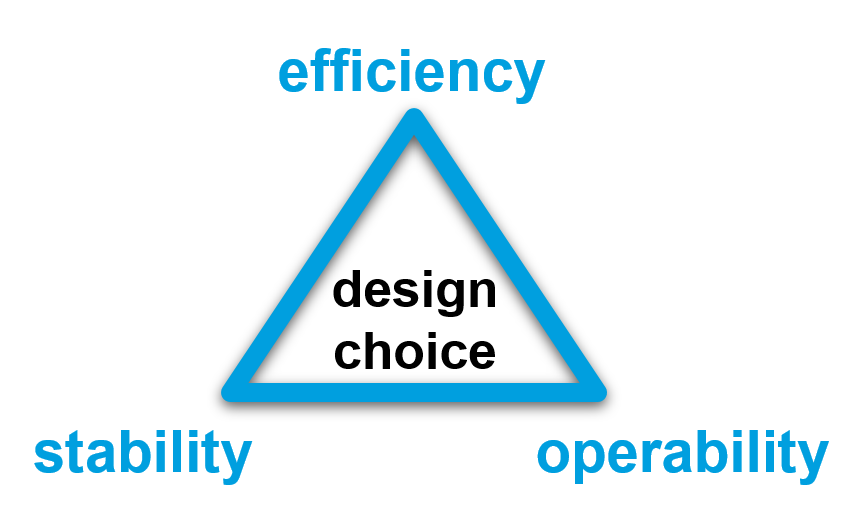 efficiency
design
choice
stability
operability